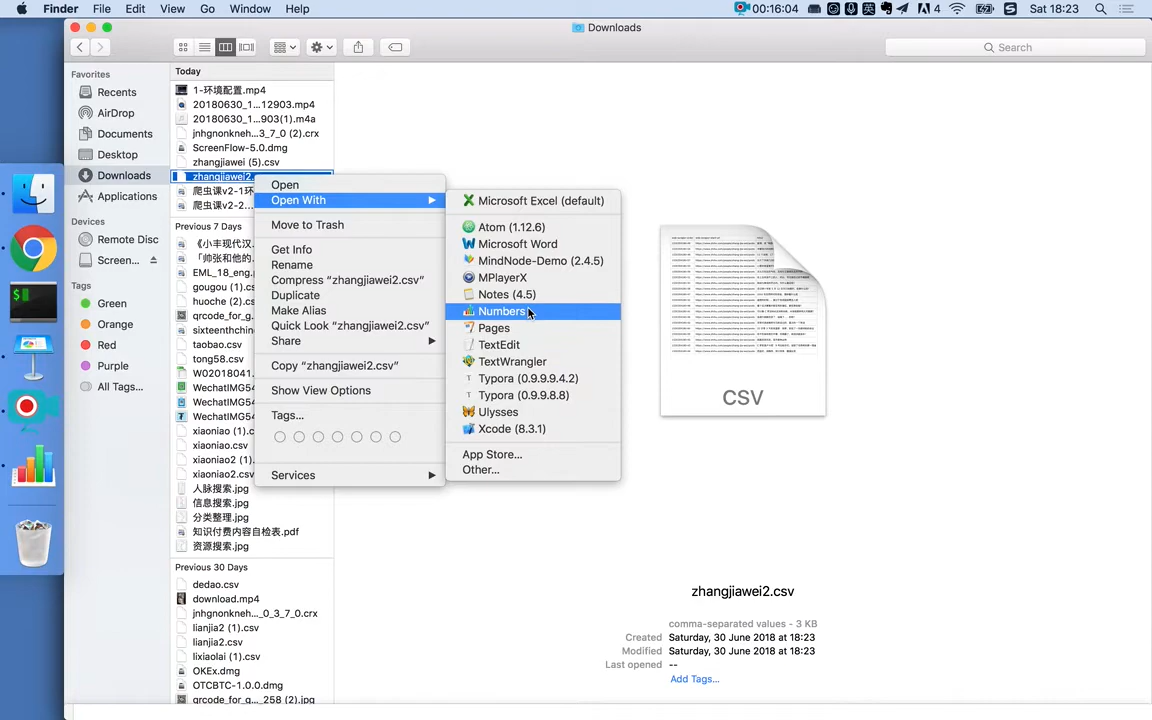 Finder File Edit View Go Window Help 00:16:04 4 Sat 18:23
Downloads
Search
Favorites
Recents
AirDrop
Documents
Desktop
Downloads
Applications
Devices
Remote Disc
Screen...
Tags
Green
Orange
Red
Purple
All Tags...
Today
1-环境配置.mp4
20180630_1...12903.mp4
20180630_1...903(1).m4a
jnhgnonkneh...3_7_0 (2).crx
ScreenFlow-5.0.dmg
zhangjiawei (5).csv
zhangjiawei2.
爬虫课v2-1环
爬虫课v2-2...
Previous 7 Days
《小丰现代汉
「帅张和他的
EML_18_eng.p
gougou (1).cs
huoche (2).cs
qrcode_for_g.
sixteenthchin
taobao.csv
tong58.csv
W02018041.
WechatIMG54
WechatIMG54
WechatIMG54
xiaoniao (1).c
xiaoniao.csv
xiaoniao2 (1).
xiaoniao2.csv
人脉搜索.jpg
信息搜索.jpg
分类整理.jpg
知识付费内容自检表.pdf
资源搜索.jpg
Previous 30 Days
dedao.csv
download.mp4
jnhgnonkneh..._0_3_7_0.crx
lianjia2 (1).csv
lianjia2.csv
lixiaolai (1).csv
OKEx.dmg
OTCBTC-1.0.0.dmg
qrcode_for_g..._258 (2).jpg
Open
Open With
Move to Trash
Get Info
Rename
Compress “zhangjiawei2.csv”
Duplicate
Make Alias
Quick Look “zhangjiawei2.csv”
Share
Copy “zhangjiawei2.csv”
Show View Options
Tags...
Services
Microsoft Excel (default)
Atom (1.12.6)
Microsoft Word
MindNode-Demo (2.4.5)
MPlayerX
Notes (4.5)
Numbers
Pages
TextEdit
TextWrangler
Typora (0.9.9.9.4.2)
Typora (0.9.9.8.8)
Ulysses
Xcode (8.3.1)
App Store...
Other...
CSV
zhangjiawei2.csv
comma-separated values - 3 KB
Created Saturday, 30 June 2018 at 18:23
Modified Saturday, 30 June 2018 at 18:23
Last opened --
Add Tags...